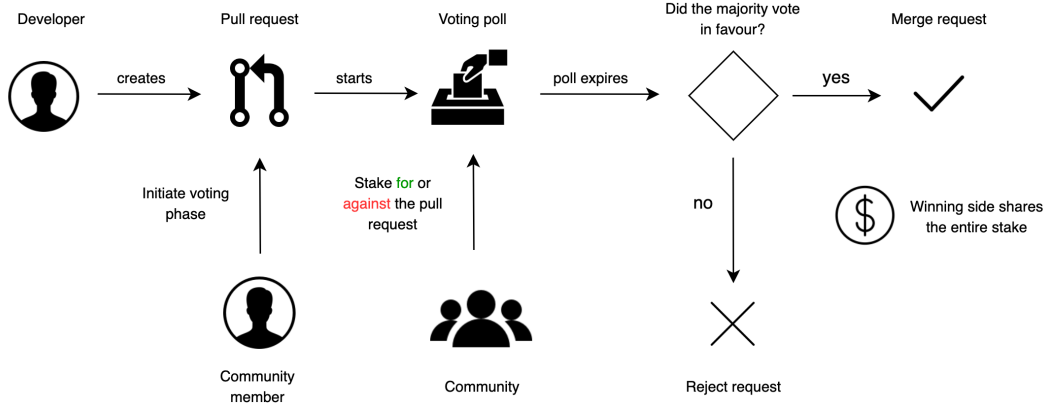 Developer
Pull request
Voting poll
Did the majority vote
in favour?
Merge request
creates
starts
poll expires
yes
Initiate voting
phase
Stake for or
against the pull
request
no
Winning side shares
the entire stake
Community
member
Community
Reject request